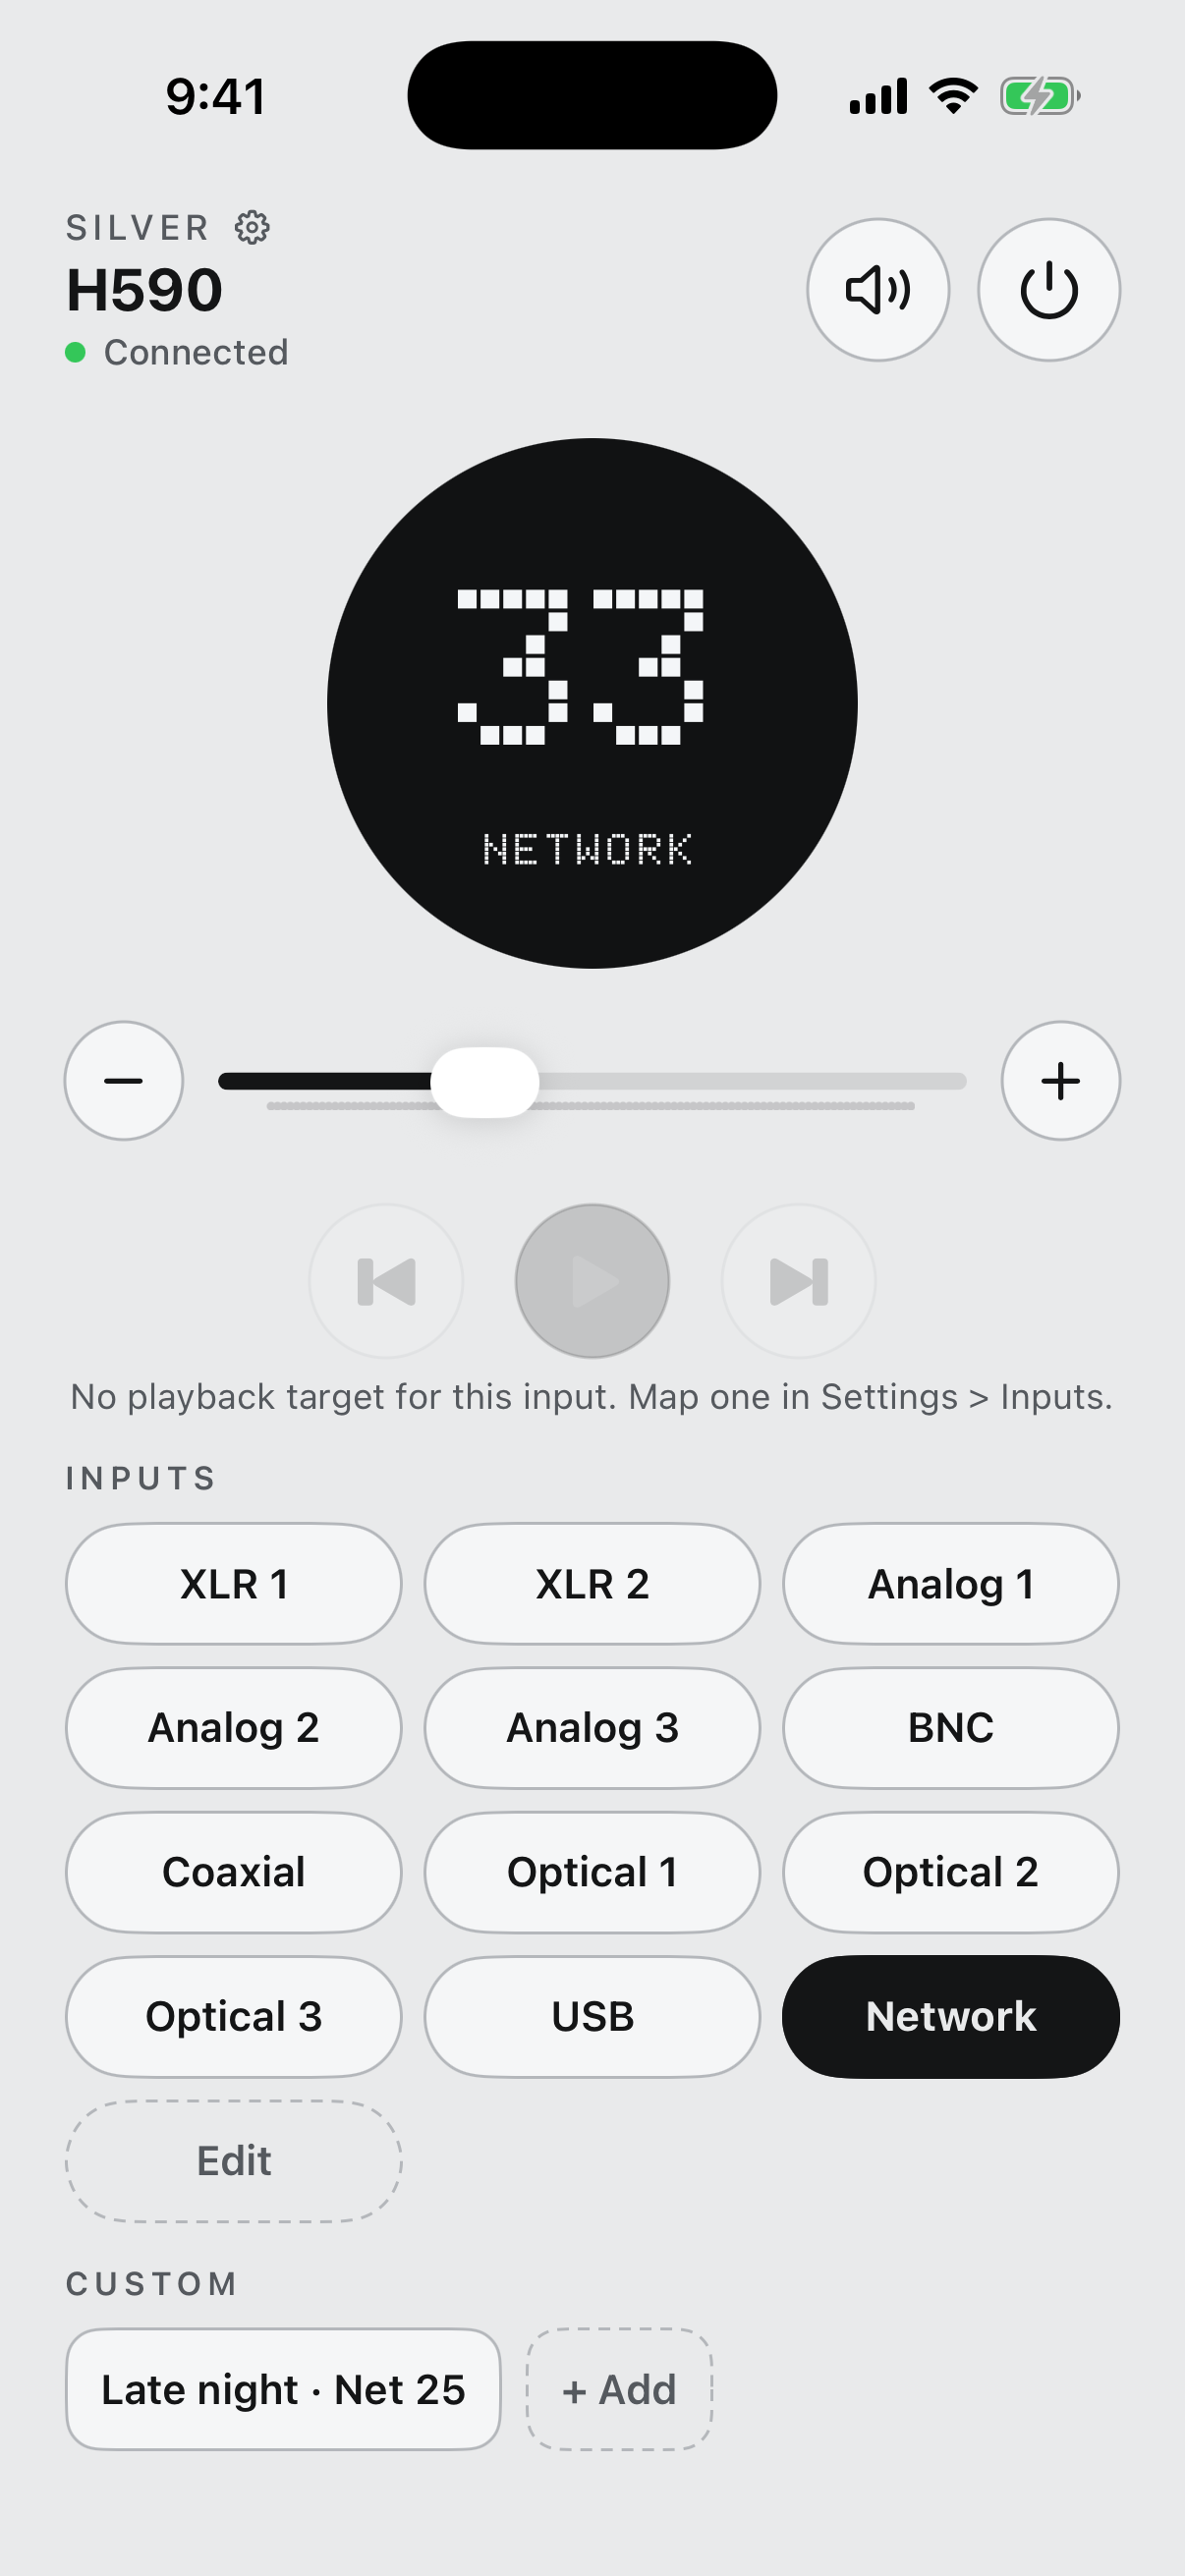 9:41
SILVER
H590
Connected
33
NETWORK
No playback target for this input. Map one in Settings > Inputs.
INPUTS
XLR 1
XLR 2
Analog 1
Analog 2
Analog 3
BNC
Coaxial
Optical 1
Optical 2
Optical 3
USB
Network
Edit
CUSTOM
Late night · Net 25
+ Add